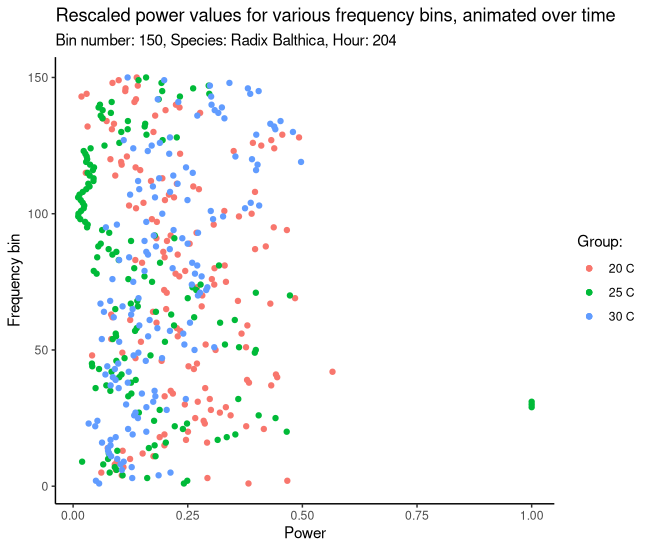 Rescaled power values for various frequency bins, animated over time
Bin number: 150, Species: Radix Balthica, Hour: 204
150
100
50
0
Frequency bin
0.00 0.25 0.50 0.75 1.00
Power
Group:
20 C
25 C
30 C